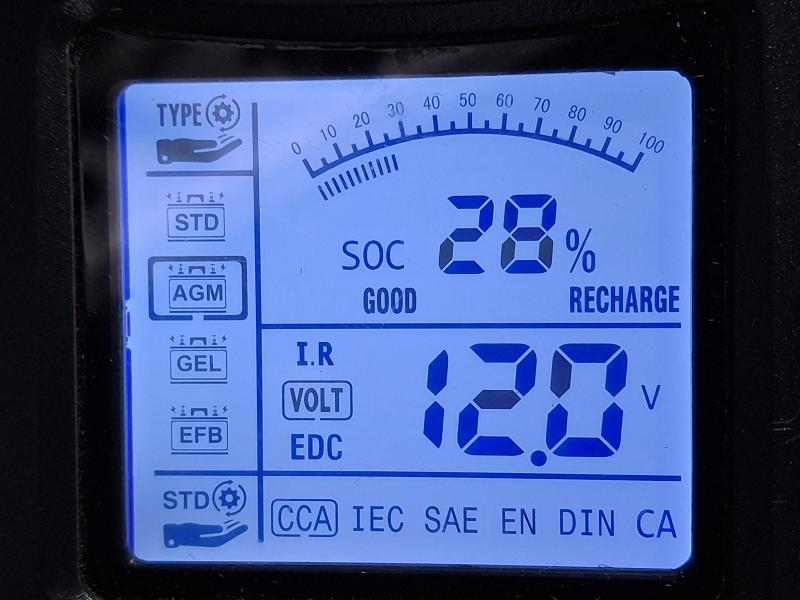 TYPE
STD
AGM
GEL
EFB
STD
0 10 20 30 40 50 60 70 80 90 100
SOC 28%
GOOD RECHARGE
I.R
VOLT
EDC
12.0 V
CCA IEC SAE EN DIN CA